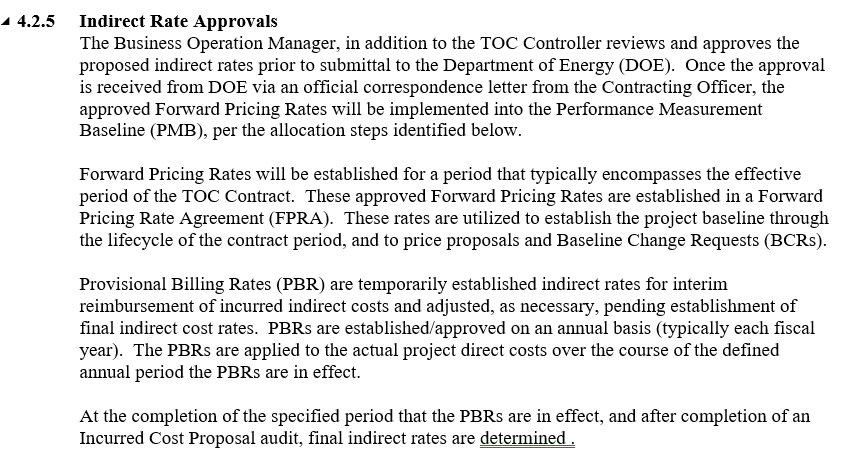 4.2.5 Indirect Rate Approvals
The Business Operation Manager, in addition to the TOC Controller reviews and approves the
proposed indirect rates prior to submittal to the Department of Energy (DOE).  Once the approval
is received from DOE via an official correspondence letter from the Contracting Officer, the
approved Forward Pricing Rates will be implemented into the Performance Measurement
Baseline (PMB), per the allocation steps identified below.
Forward Pricing Rates will be established for a period that typically encompasses the effective
period of the TOC Contract.  These approved Forward Pricing Rates are established in a Forward
Pricing Rate Agreement (FPRA).  These rates are utilized to establish the project baseline through
the lifecycle of the contract period, and to price proposals and Baseline Change Requests (BCRs).
Provisional Billing Rates (PBR) are temporarily established indirect rates for interim
reimbursement of incurred indirect costs and adjusted, as necessary, pending establishment of
final indirect cost rates.  PBRs are established/approved on an annual basis (typically each fiscal
year).  The PBRs are applied to the actual project direct costs over the course of the defined
annual period the PBRs are in effect.
At the completion of the specified period that the PBRs are in effect, and after completion of an
Incurred Cost Proposal audit, final indirect rates are determined .